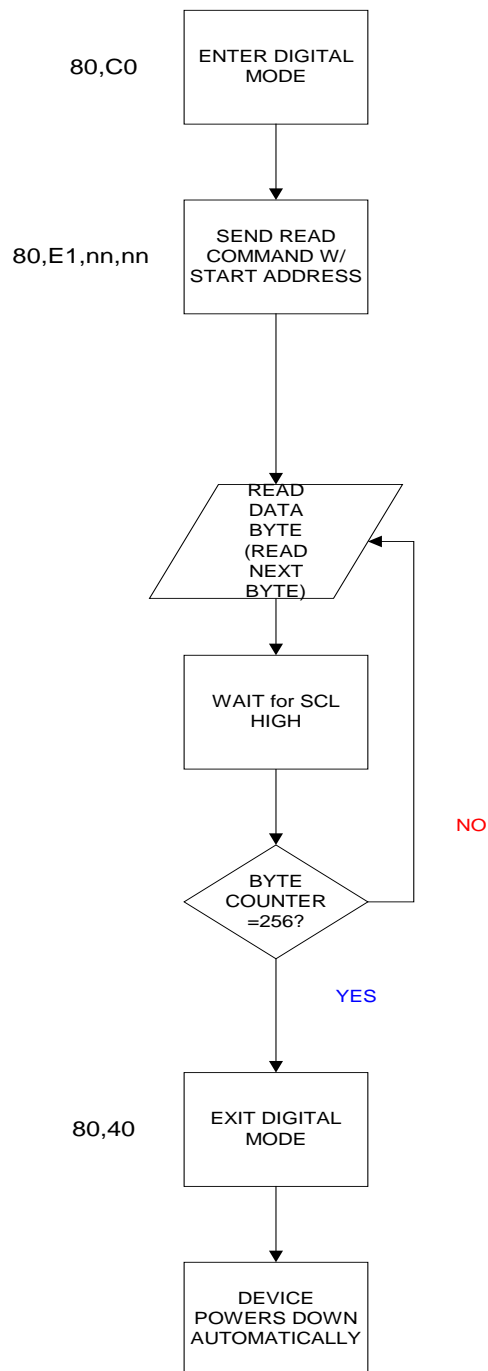 80,C0
ENTER DIGITAL
MODE
80,E1,nn,nn
SEND READ
COMMAND W/
START ADDRESS
READ
DATA
BYTE
(READ
NEXT
BYTE)
WAIT for SCL
HIGH
NO
BYTE
COUNTER
=256?
YES
80,40
EXIT DIGITAL
MODE
DEVICE
POWERS DOWN
AUTOMATICALLY